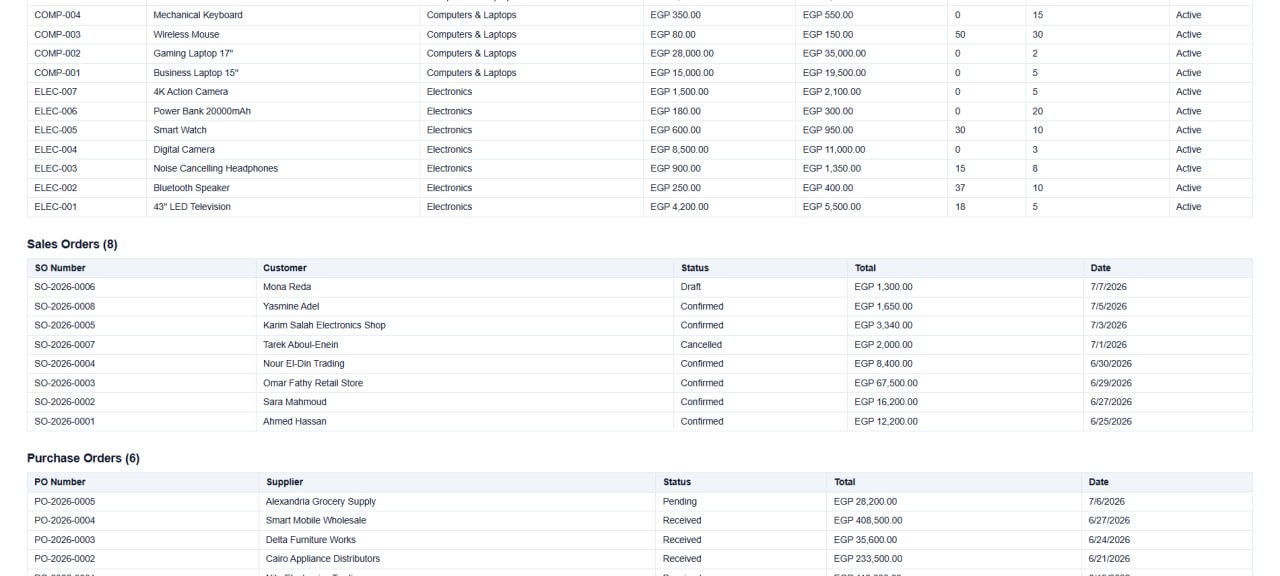 COMP-004 Mechanical Keyboard Computers & Laptops EGP 350.00 EGP 550.00 0 15 Active
COMP-003 Wireless Mouse Computers & Laptops EGP 80.00 EGP 150.00 50 30 Active
COMP-002 Gaming Laptop 17" Computers & Laptops EGP 28,000.00 EGP 35,000.00 0 2 Active
COMP-001 Business Laptop 15" Computers & Laptops EGP 15,000.00 EGP 19,500.00 0 5 Active
ELEC-007 4K Action Camera Electronics EGP 1,500.00 EGP 2,100.00 0 5 Active
ELEC-006 Power Bank 20000mAh Electronics EGP 180.00 EGP 300.00 0 20 Active
ELEC-005 Smart Watch Electronics EGP 600.00 EGP 950.00 30 10 Active
ELEC-004 Digital Camera Electronics EGP 8,500.00 EGP 11,000.00 0 3 Active
ELEC-003 Noise Cancelling Headphones Electronics EGP 900.00 EGP 1,350.00 15 8 Active
ELEC-002 Bluetooth Speaker Electronics EGP 250.00 EGP 400.00 37 10 Active
ELEC-001 43" LED Television Electronics EGP 4,200.00 EGP 5,500.00 18 5 Active
Sales Orders (8)
SO Number Customer Status Total Date
SO-2026-0006 Mona Reda Draft EGP 1,300.00 7/7/2026
SO-2026-0008 Yasmine Adel Confirmed EGP 1,650.00 7/5/2026
SO-2026-0005 Karim Salah Electronics Shop Confirmed EGP 3,340.00 7/3/2026
SO-2026-0007 Tarek Aboul-Enein Cancelled EGP 2,000.00 7/1/2026
SO-2026-0004 Nour El-Din Trading Confirmed EGP 8,400.00 6/30/2026
SO-2026-0003 Omar Fathy Retail Store Confirmed EGP 67,500.00 6/29/2026
SO-2026-0002 Sara Mahmoud Confirmed EGP 16,200.00 6/27/2026
SO-2026-0001 Ahmed Hassan Confirmed EGP 12,200.00 6/25/2026
Purchase Orders (6)
PO Number Supplier Status Total Date
PO-2026-0005 Alexandria Grocery Supply Pending EGP 28,200.00 7/6/2026
PO-2026-0004 Smart Mobile Wholesale Received EGP 408,500.00 6/27/2026
PO-2026-0003 Delta Furniture Works Received EGP 35,600.00 6/24/2026
PO-2026-0002 Cairo Appliance Distributors Received EGP 233,500.00 6/21/2026